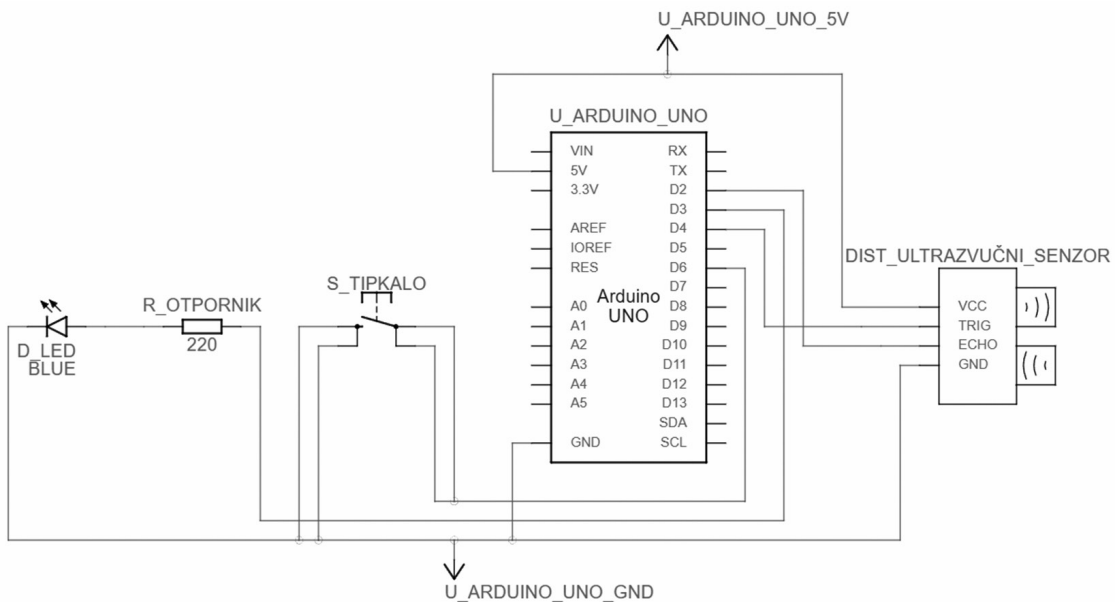 U_ARDUINO_UNO_5V
U_ARDUINO_UNO
VIN RX
5V TX
3.3V D2
D3
AREF D4
IOREF D5
RES D6
D7
A0 D8
A1 D9
A2 D10
A3 D11
A4 D12
A5 D13
SDA
GND SCL
Arduino
UNO
DIST_ULTRAZVUČNI_SENZOR
VCC
TRIG
ECHO
GND
S_TIPKALO
R_OTPORNIK
220
D_LED
BLUE
U_ARDUINO_UNO_GND